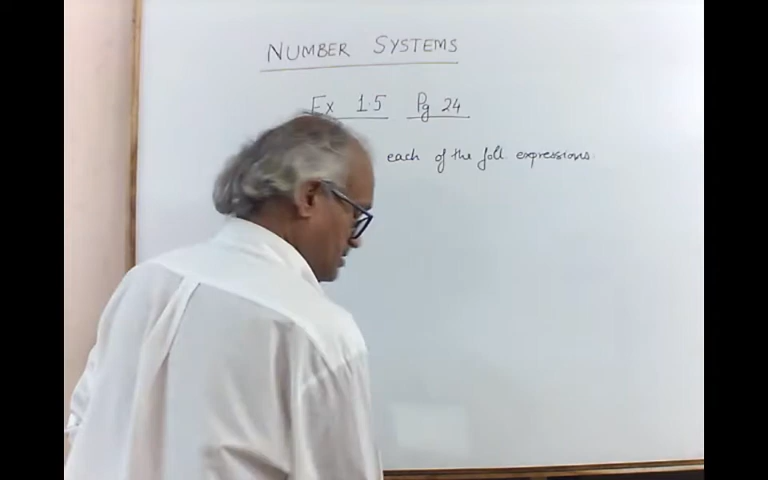 NUMBER SYSTEMS
Ex 1.5 Pg 24
each of the foll. expressions.